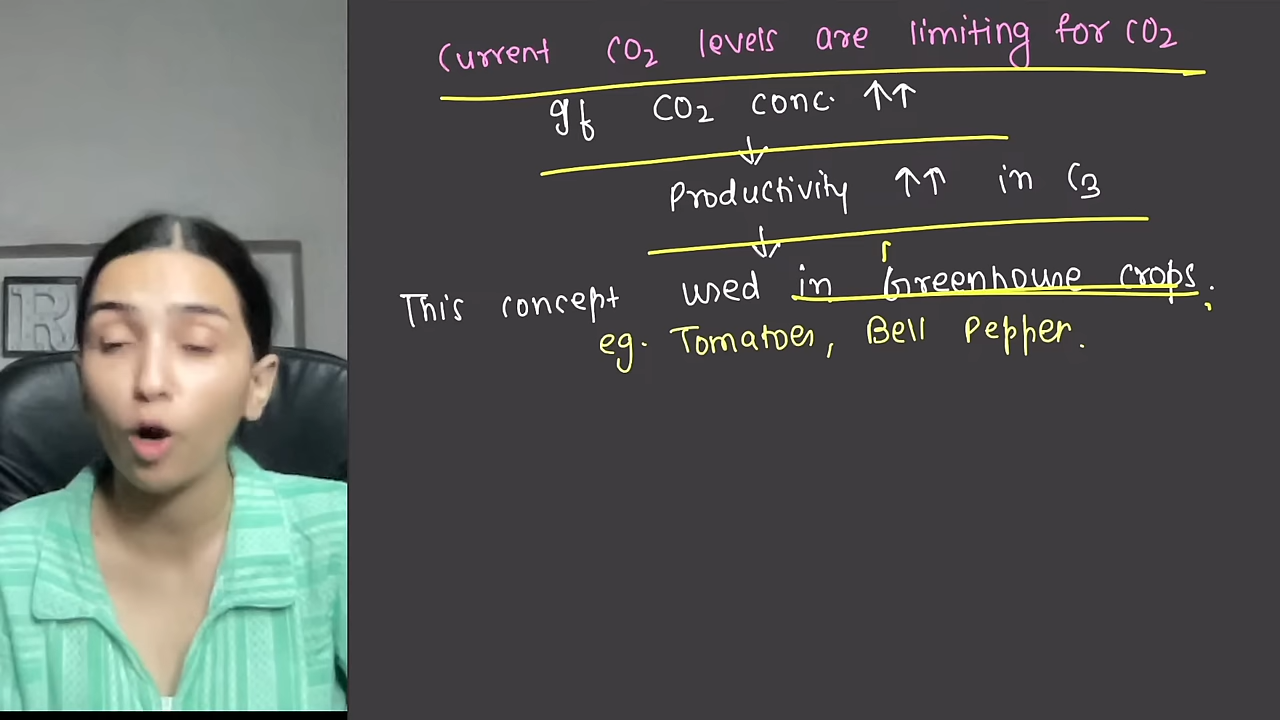 Current CO₂ levels are limiting for CO₂
If CO₂ conc. ↑↑
↓
Productivity ↑↑ in C₃
↓
This concept used in Greenhouse crops.
eg. Tomatoes, Bell Pepper.
R